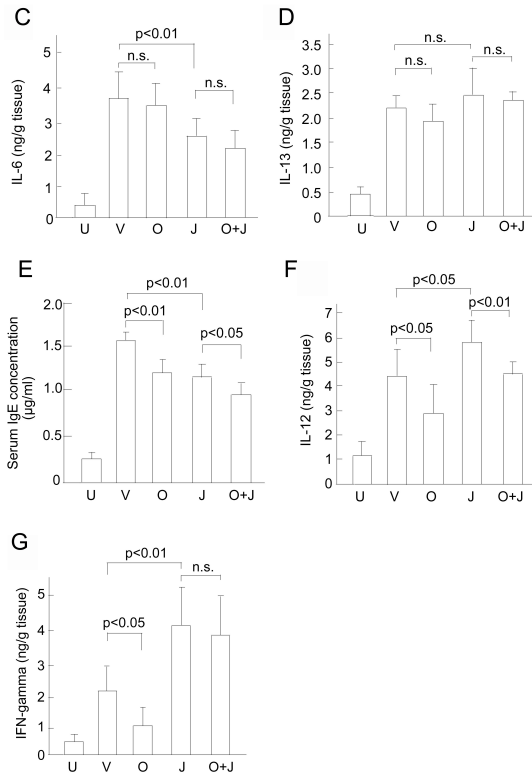 C
p<0.01
n.s.
n.s.
IL-6 (ng/g tissue)
5
4
3
2
1
0
U V O J O+J
D
n.s.
n.s.
n.s.
IL-13 (ng/g tissue)
3.5
3.0
2.5
2.0
1.5
1.0
0.5
0
U V O J O+J
E
p<0.01
p<0.01
p<0.05
Serum IgE concentration
(µg/ml)
2.0
1.5
1.0
0.5
0
U V O J O+J
F
p<0.05
p<0.01
p<0.05
IL-12 (ng/g tissue)
7
6
5
4
3
2
1
0
U V O J O+J
G
p<0.01
n.s.
p<0.05
IFN-gamma (ng/g tissue)
5
4
3
2
1
0
U V O J O+J